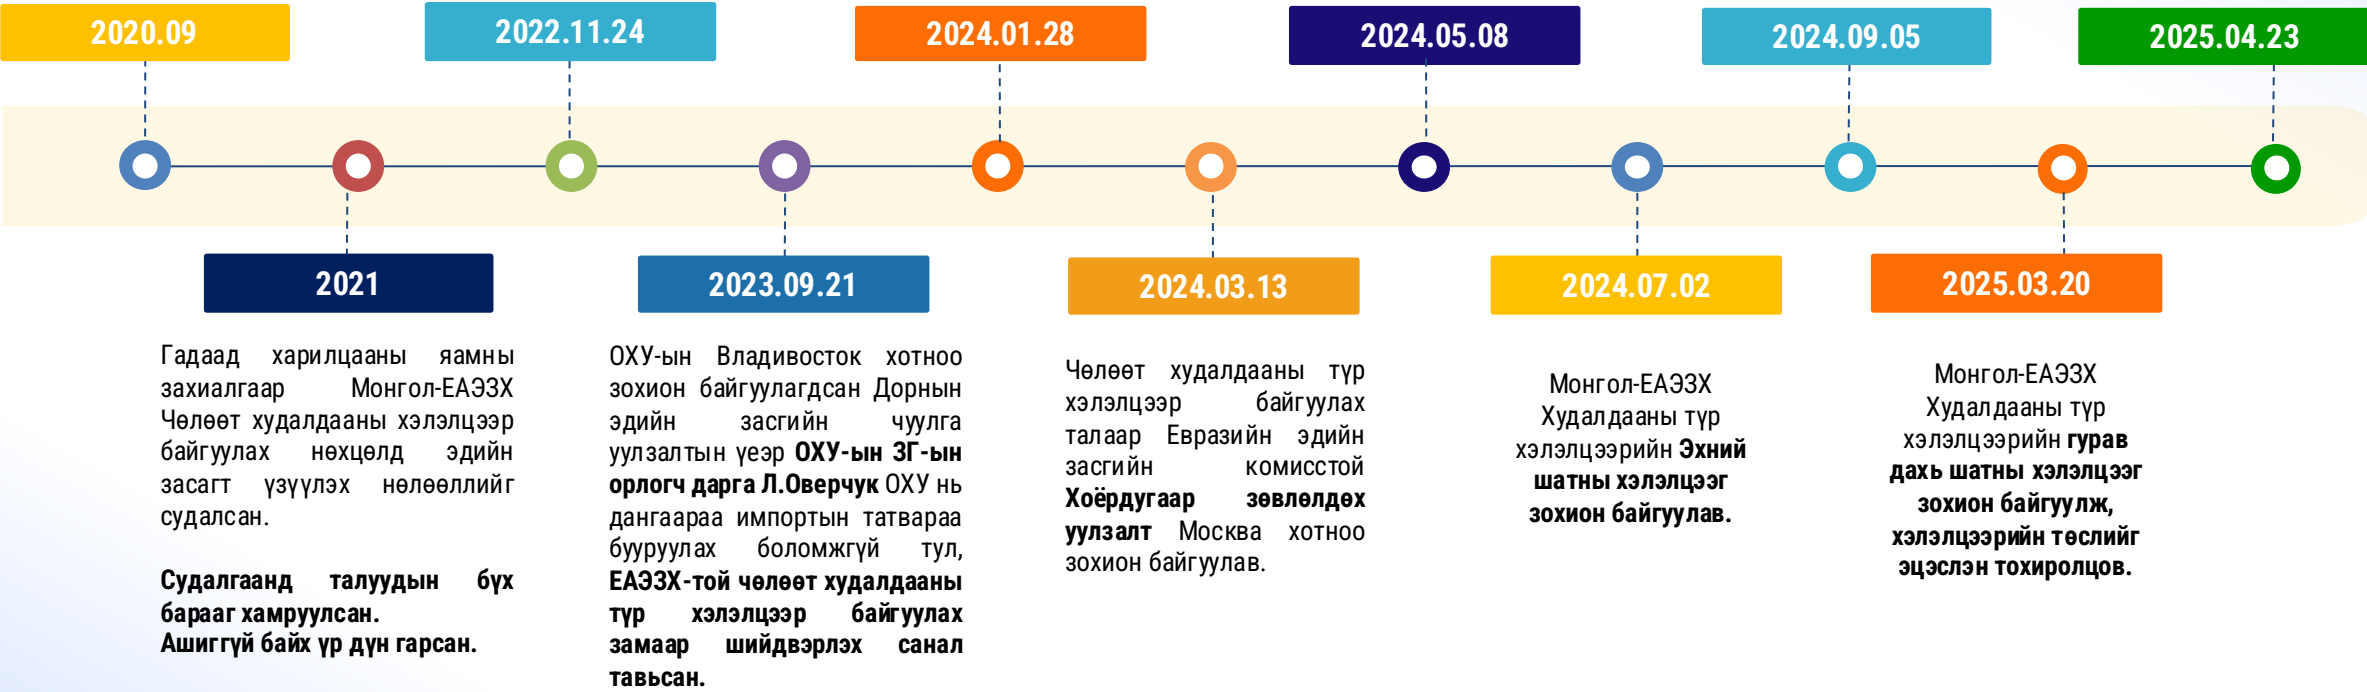 2020.09
2022.11.24
2024.01.28
2024.05.08
2024.09.05
2025.04.23
2021
2023.09.21
2024.03.13
2024.07.02
2025.03.20
Гадаад харилцааны яамны
захиалгаар Монгол-ЕАЭЗХ
Чөлөөт худалдааны хэлэлцээр
байгуулах нөхцөлд эдийн
засагт үзүүлэх нөлөөллийг
судалсан.
Судалгаанд талуудын бүх
барааг хамруулсан.
Ашиггүй байх үр дүн гарсан.
ОХУ-ын Владивосток хотноо
зохион байгуулагдсан Дорнын
эдийн засгийн чуулга
уулзалтын үеэр ОХУ-ын ЗГ-ын
орлогч дарга Л.Оверчук ОХУ нь
дангаараа импортын татвараа
бууруулах боломжгүй тул,
ЕАЭЗХ-той чөлөөт худалдааны
түр хэлэлцээр байгуулах
замаар шийдвэрлэх санал
тавьсан.
Чөлөөт худалдааны түр
хэлэлцээр байгуулах
талаар Евразийн эдийн
засгийн комисстой
Хоёрдугаар зөвлөлдөх
уулзалт Москва хотноо
зохион байгуулав.
Монгол-ЕАЭЗХ
Худалдааны түр
хэлэлцээрийн Эхний
шатны хэлэлцээг
зохион байгуулав.
Монгол-ЕАЭЗХ
Худалдааны түр
хэлэлцээрийн гурав
дахь шатны хэлэлцээг
зохион байгуулж,
хэлэлцээрийн төслийг
эцэслэн тохиролцов.